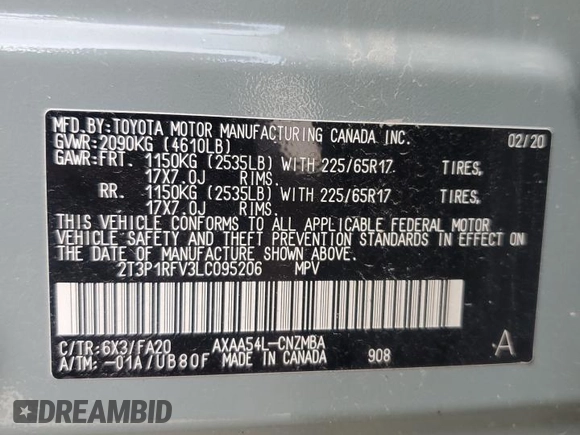 MFD.BY:TOYOTA MOTOR MANUFACTURING CANADA INC.
GVWR:2090KG (4610LB) 02/20
GAWR:FRT. 1150KG (2535LB) WITH 225/65R17 TIRES,
17X7.0J RIMS.
RR. 1150KG (2535LB) WITH 225/65R17 TIRES,
17X7.0J RIMS.
THIS VEHICLE CONFORMS TO ALL APPLICABLE FEDERAL MOTOR
VEHICLE SAFETY AND THEFT PREVENTION STANDARDS IN EFFECT ON
THE DATE OF MANUFACTURE SHOWN ABOVE.
2T3P1RFV3LC095206 MPV
C/TR:6X3/FA20 AXAA54L-CNZMBA A
A/TM:-01A/UB80F MADE IN CANADA 908
DREAMBID